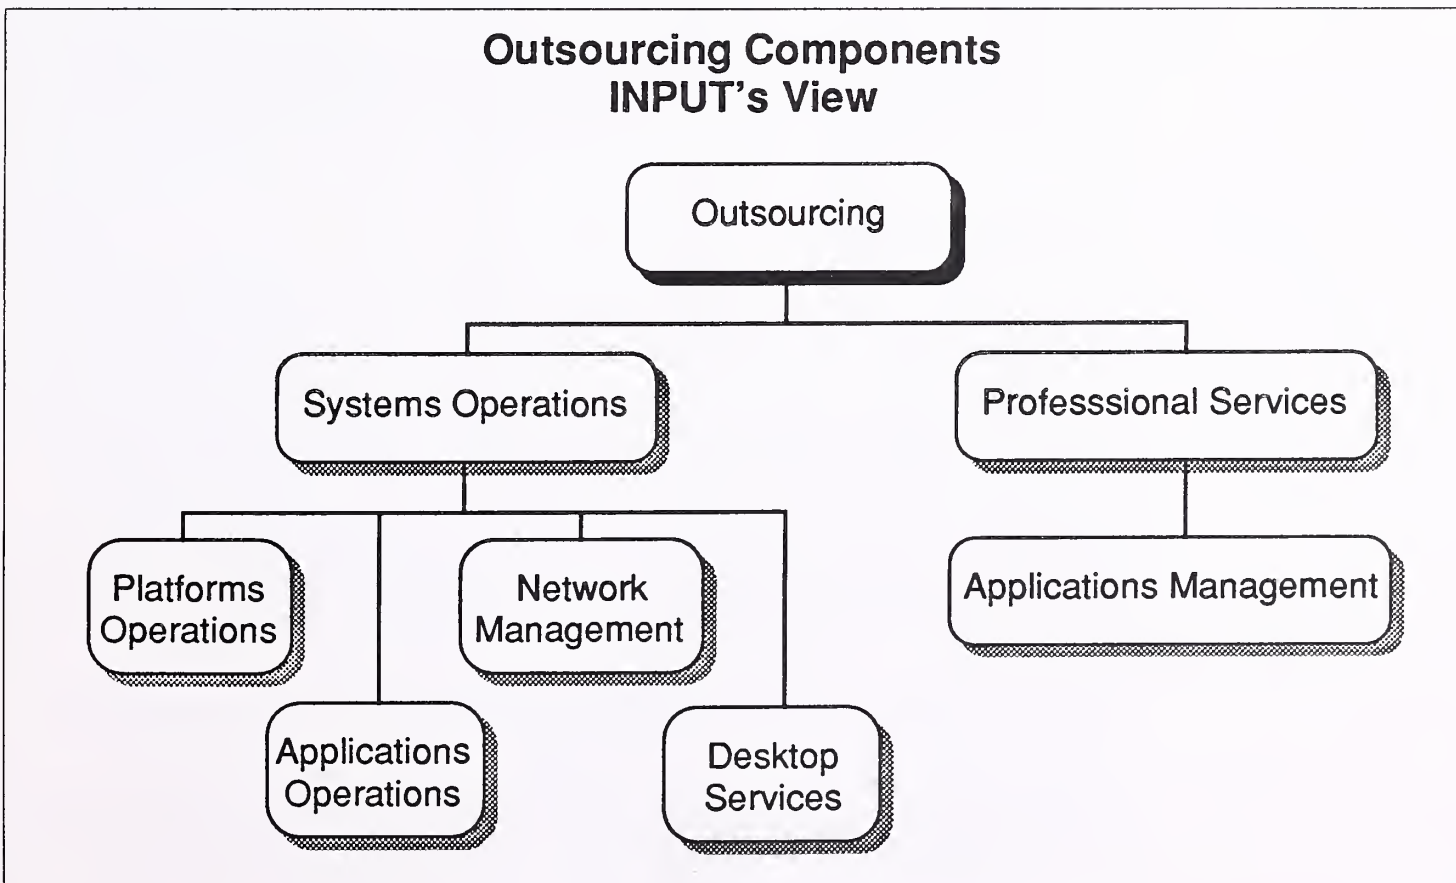 Outsourcing Components
INPUT's View
Outsourcing
Systems Operations
Professsional Services
Platforms
Operations
Network
Management
Applications Management
Applications
Operations
Desktop
Services